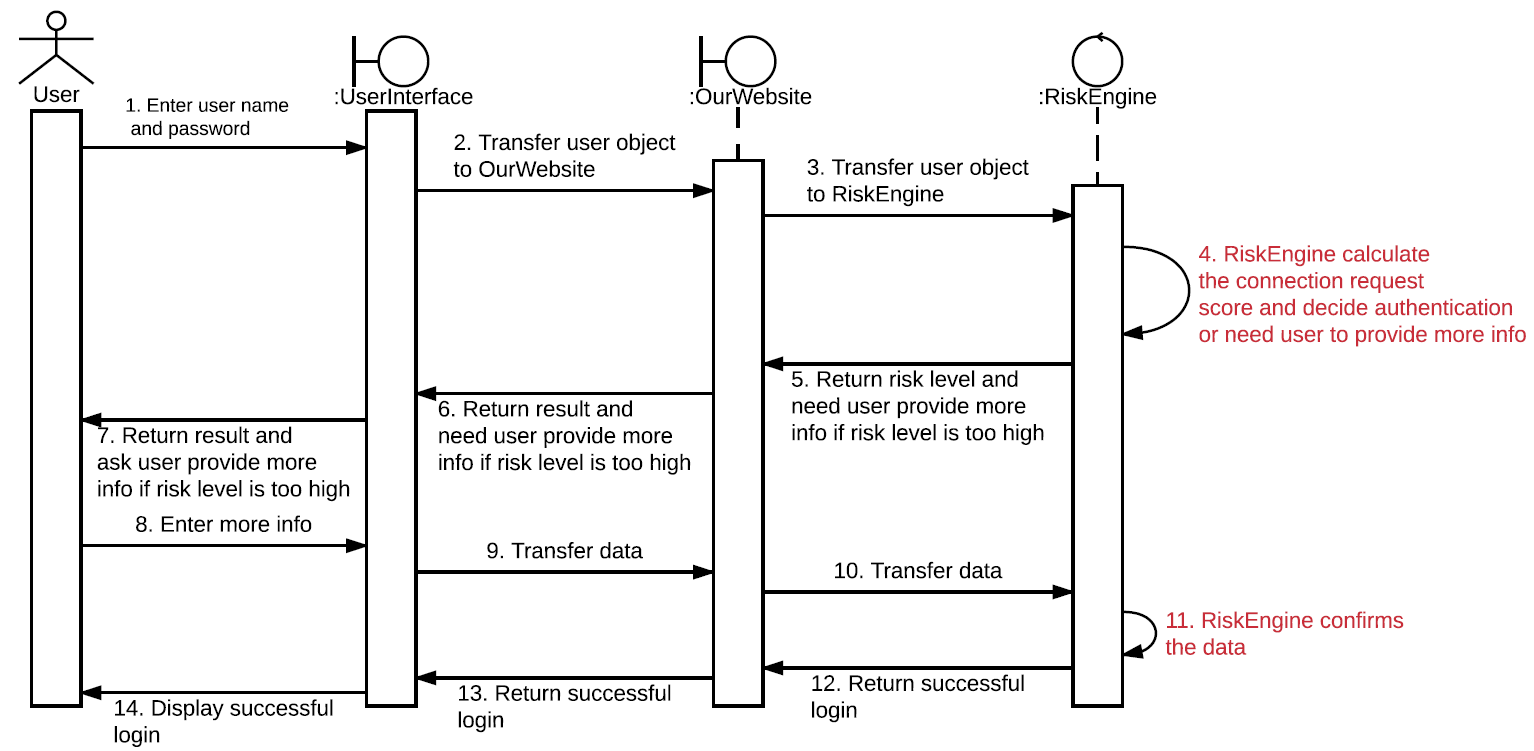 User
:UserInterface
:OurWebsite
:RiskEngine
1. Enter user name
and password
2. Transfer user object
to OurWebsite
3. Transfer user object
to RiskEngine
4. RiskEngine calculate
the connection request
score and decide authentication
or need user to provide more info
5. Return risk level and
need user provide more
info if risk level is too high
6. Return result and
need user provide more
info if risk level is too high
7. Return result and
ask user provide more
info if risk level is too high
8. Enter more info
9. Transfer data
10. Transfer data
11. RiskEngine confirms
the data
12. Return successful
login
13. Return successful
login
14. Display successful
login